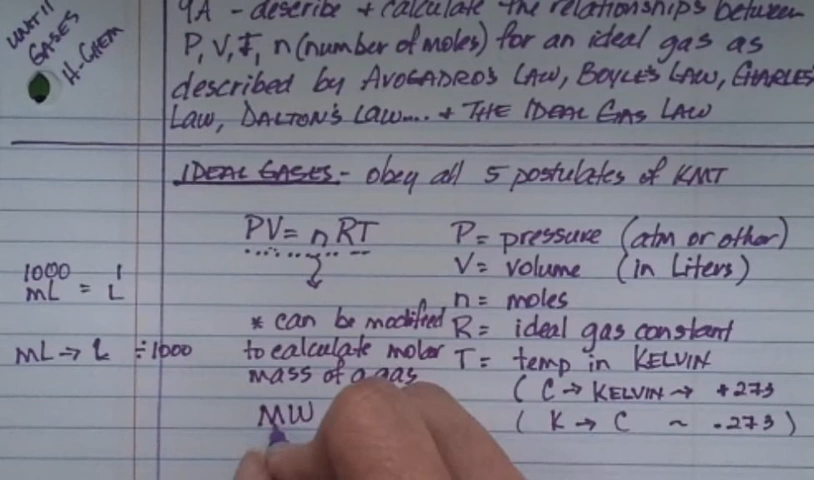 UNIT 11
GASES
H-CHEM
9A - describe + calculate the relationships between
P, V, T, n (number of moles) for an ideal gas as
described by AVOGADRO'S LAW, BOYLE'S LAW, CHARLES'
LAW, DALTON'S LAW.... + THE IDEAL GAS LAW
IDEAL GASES - obey all 5 postulates of KMT
PV = nRT
P = pressure (atm or other)
V = volume (in Liters)
n = moles
R = ideal gas constant
T = temp in KELVIN
( C → KELVIN → +273
( K → C ~ -273 )
1000 mL = 1 L
mL → L ÷1000
* can be modified
to calculate molar
mass of a gas
MW